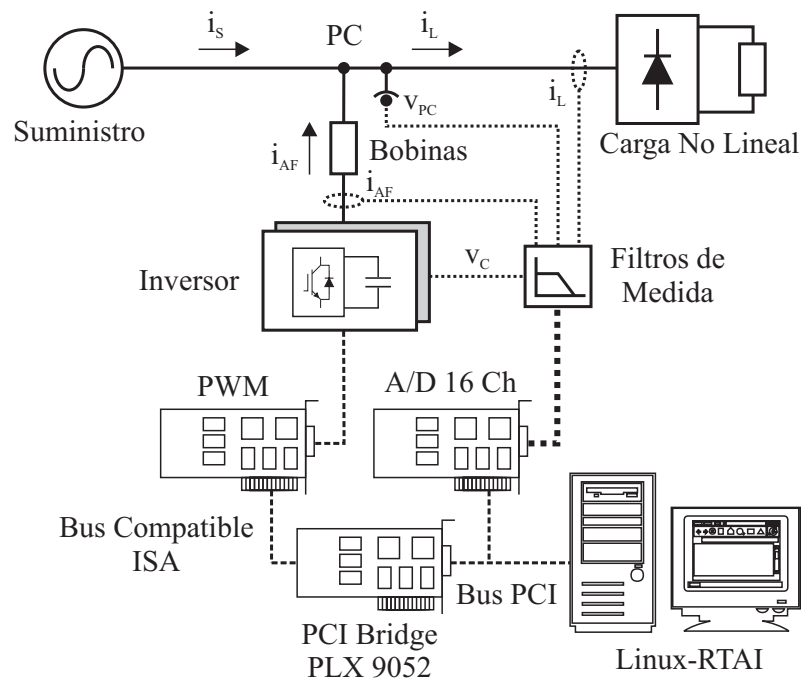 i_S
PC
i_L
Suministro
v_PC
i_L
Carga No Lineal
i_AF
Bobinas
i_AF
Inversor
v_C
Filtros de
Medida
PWM
A/D 16 Ch
Bus Compatible
ISA
Bus PCI
PCI Bridge
PLX 9052
Linux-RTAI